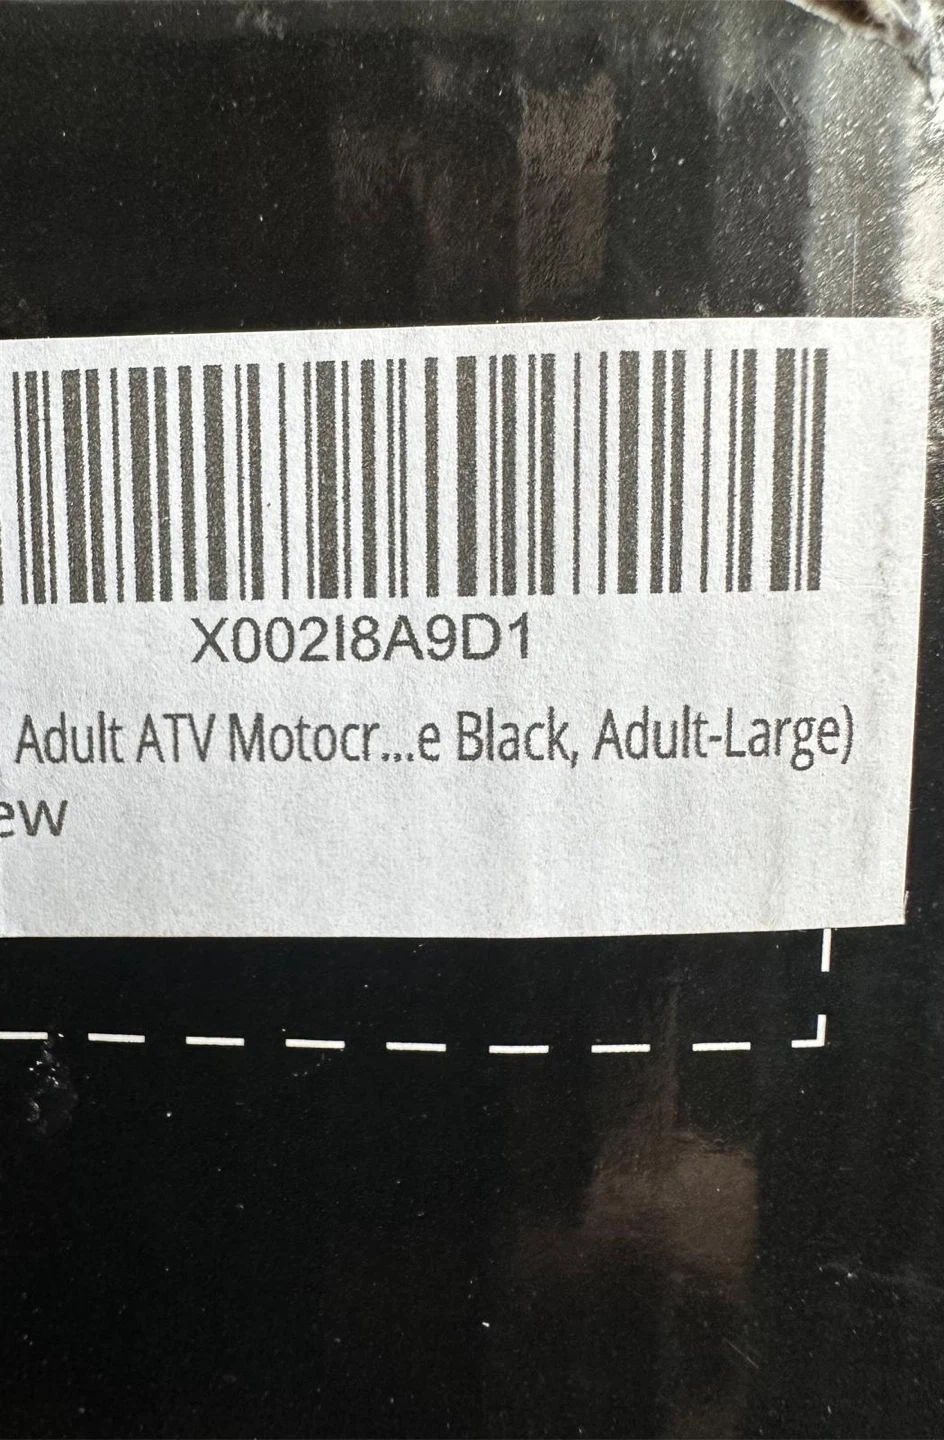 X002I8A9D1
Adult ATV Motocr...e Black, Adult-Large)
ew